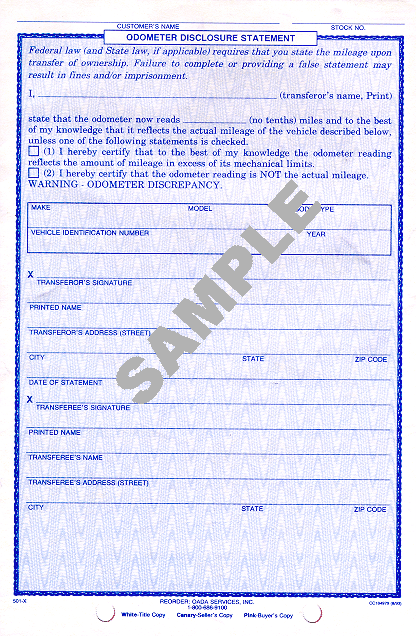 CUSTOMER'S NAME STOCK NO.
ODOMETER DISCLOSURE STATEMENT
Federal law (and State law, if applicable) requires that you state the mileage upon
transfer of ownership. Failure to complete or providing a false statement may
result in fines and/or imprisonment.
I, (transferor's name, Print)
state that the odometer now reads (no tenths) miles and to the best
of my knowledge that it reflects the actual mileage of the vehicle described below,
unless one of the following statements is checked.
(1) I hereby certify that to the best of my knowledge the odometer reading
reflects the amount of mileage in excess of its mechanical limits.
(2) I hereby certify that the odometer reading is NOT the actual mileage.
WARNING - ODOMETER DISCREPANCY.
MAKE MODEL BODY TYPE
VEHICLE IDENTIFICATION NUMBER YEAR
X
TRANSFEROR'S SIGNATURE
PRINTED NAME
TRANSFEROR'S ADDRESS (STREET)
CITY STATE ZIP CODE
DATE OF STATEMENT
X
TRANSFEREE'S SIGNATURE
PRINTED NAME
TRANSFEREE'S NAME
TRANSFEREE'S ADDRESS (STREET)
CITY STATE ZIP CODE
SAMPLE
501-X REORDER: OADA SERVICES, INC.
1-800-686-9100
White-Title Copy Canary-Seller's Copy Pink-Buyer's Copy